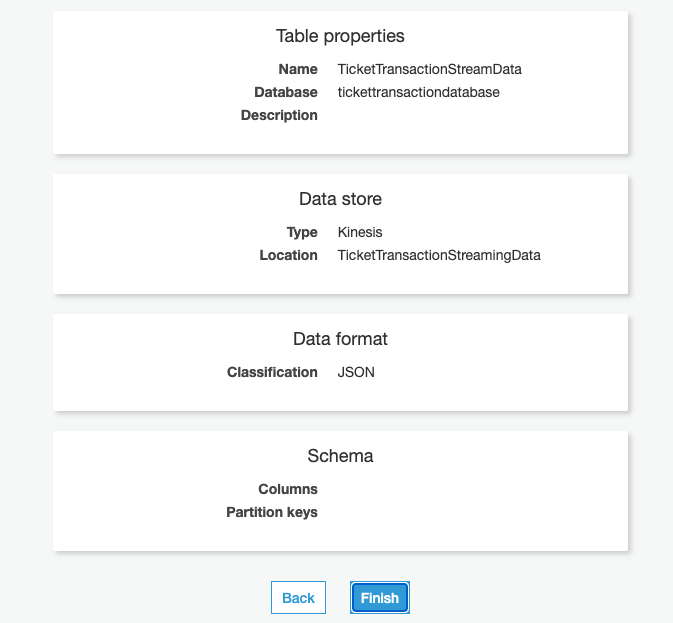 Table properties
Name TicketTransactionStreamData
Database tickettransactiondatabase
Description
Data store
Type Kinesis
Location TicketTransactionStreamingData
Data format
Classification JSON
Schema
Columns
Partition keys
Back Finish